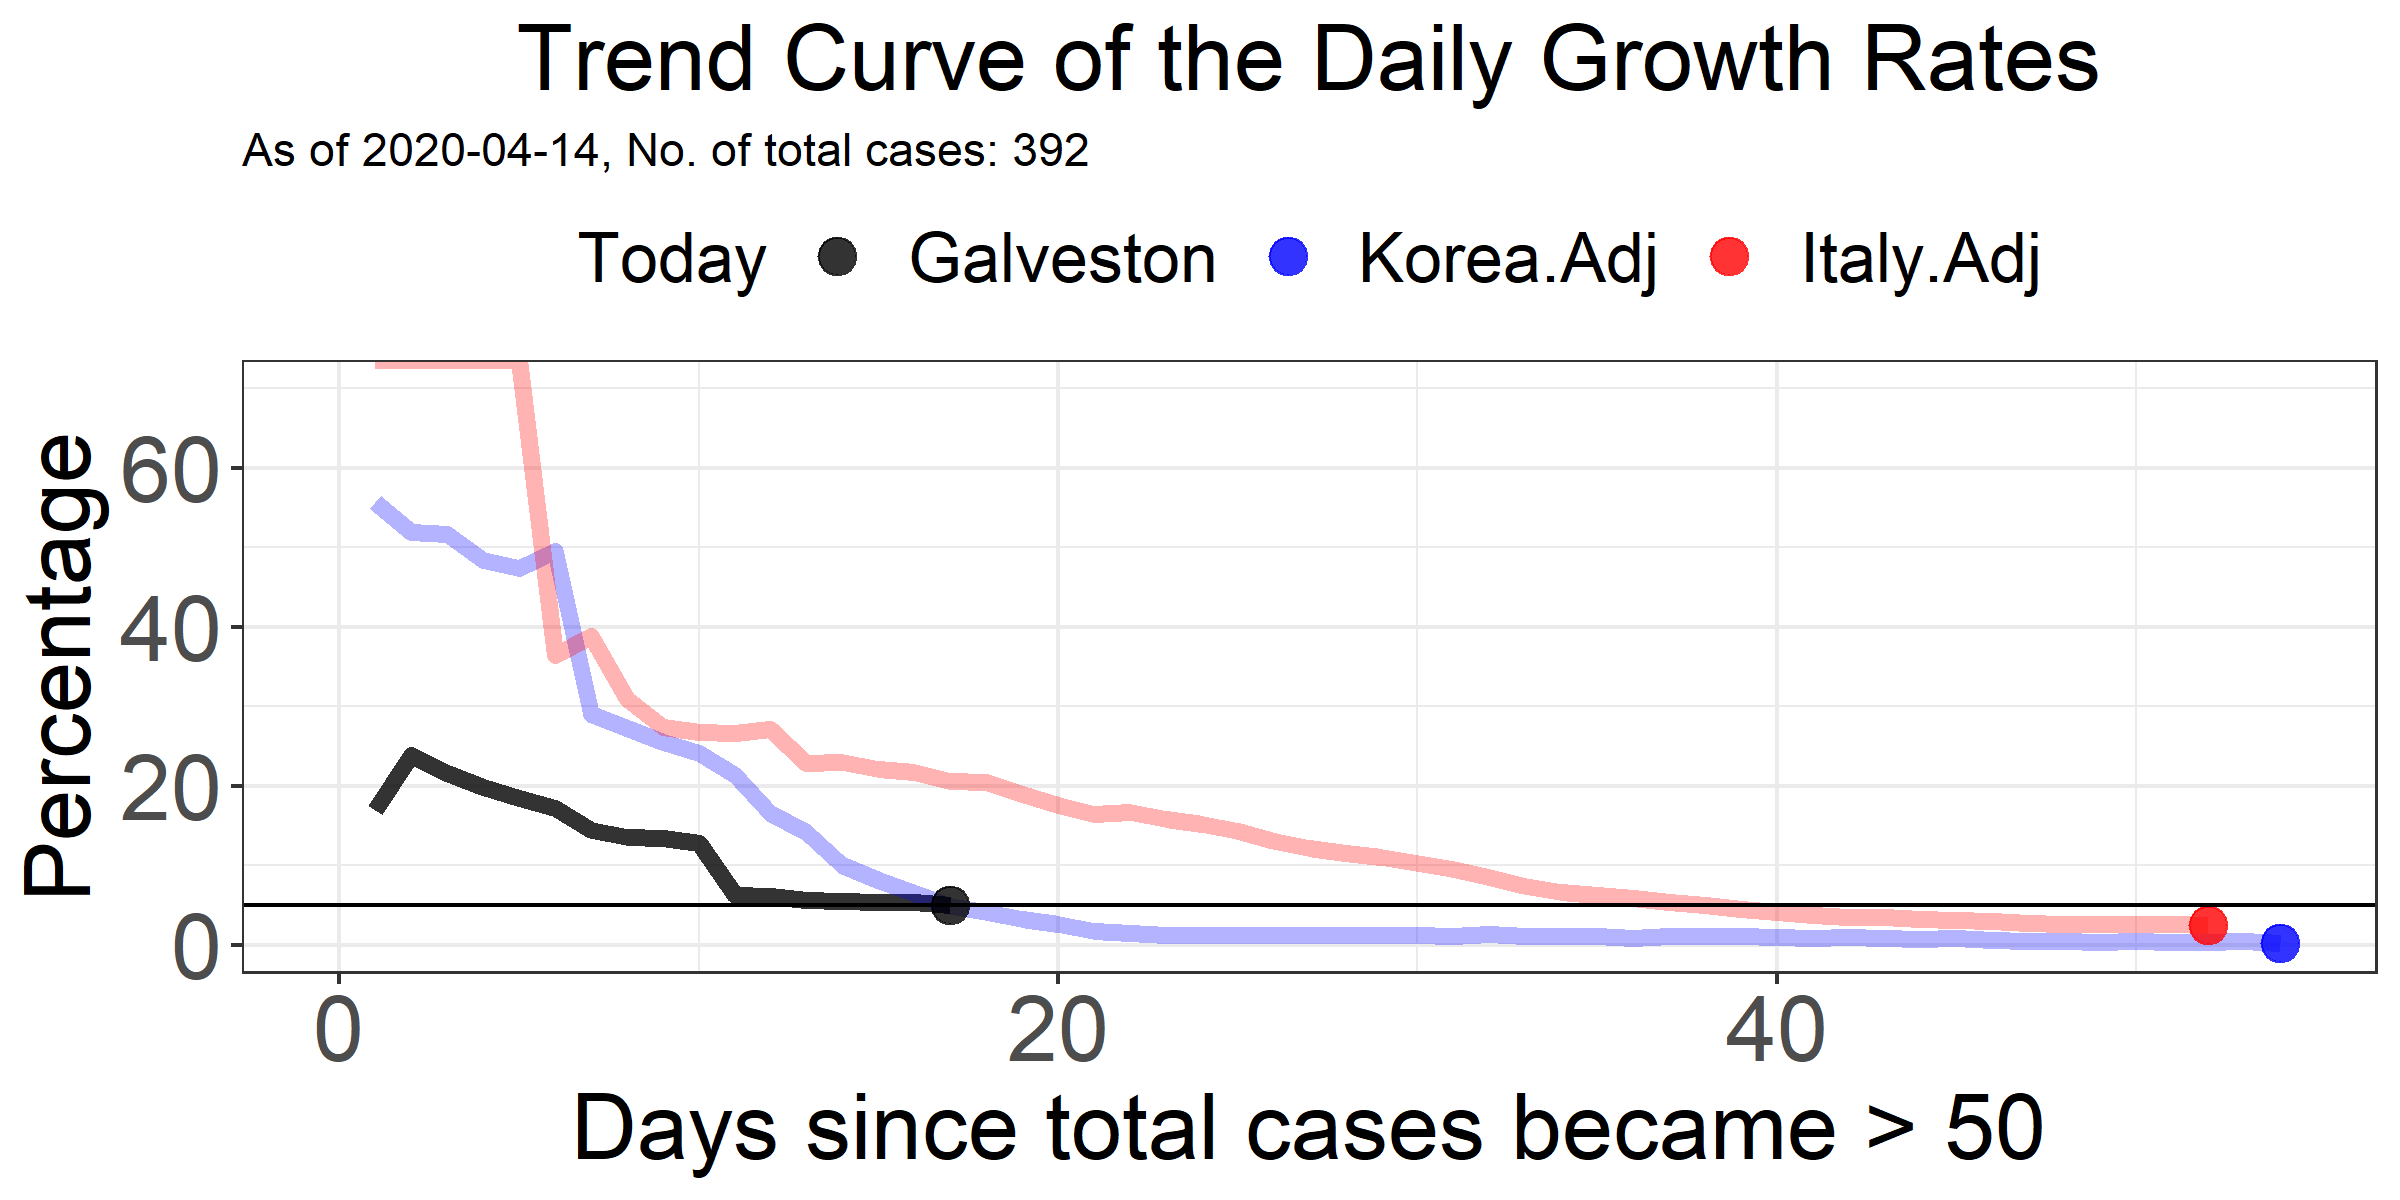 Trend Curve of the Daily Growth Rates
As of 2020-04-14, No. of total cases: 392
Today Galveston Korea.Adj Italy.Adj
Percentage
60
40
20
0
0 20 40
Days since total cases became > 50